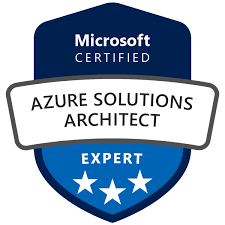 Microsoft
CERTIFIED
AZURE SOLUTIONS
ARCHITECT
EXPERT